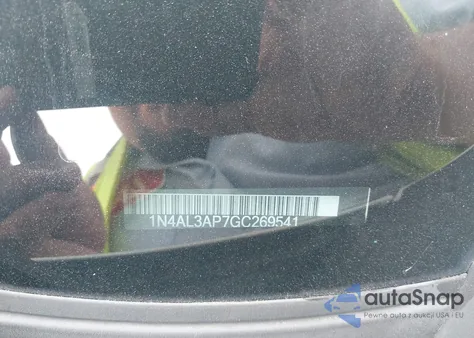 1N4AL3AP7GC269541
autoSnap
Pewne auta z aukcji USA i EU